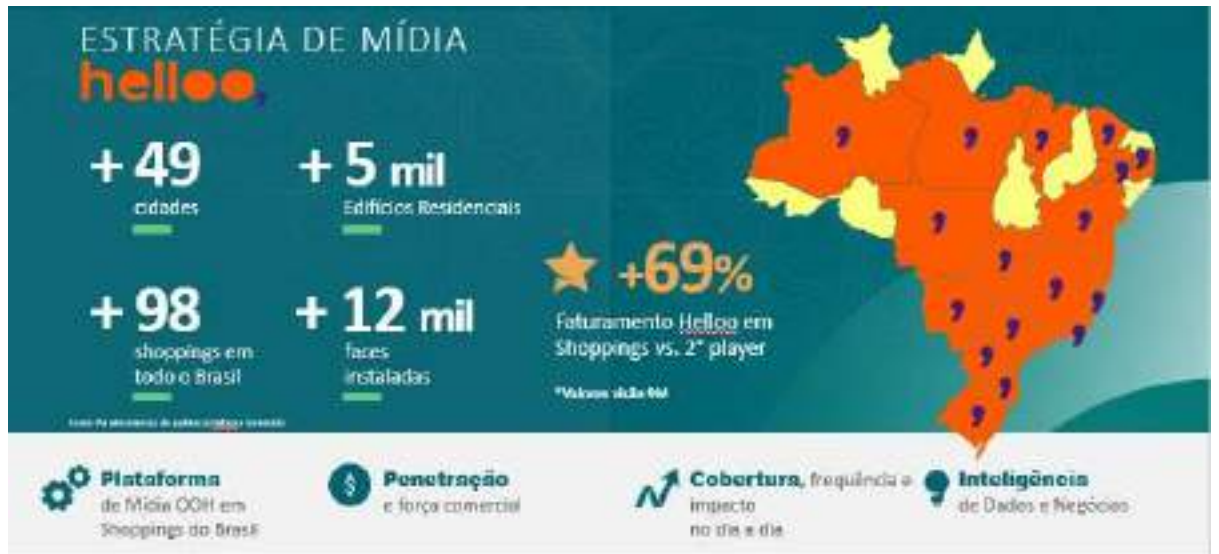 ESTRATÉGIA DE MÍDIA
helloo,
+ 49
cidades
+ 5 mil
Edifícios Residenciais
+ 98
shoppings em
todo o Brasil
+ 12 mil
faces
instaladas
+69%
Faturamento Helloo em
Shoppings vs. 2° player
Plataforma
de Mídia OOH em
Shoppings do Brasil
Penetração
e força comercial
Cobertura, frequência e
impacto
no dia a dia
Inteligência
de Dados e Negócios